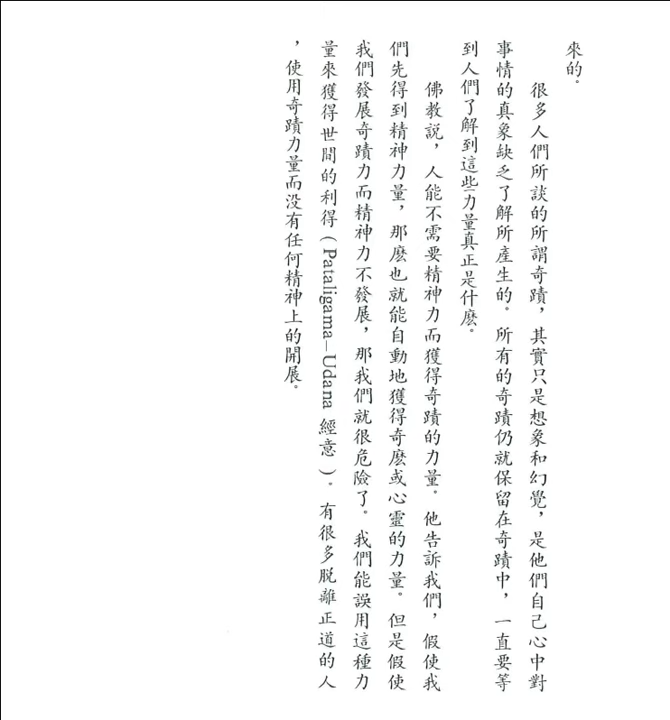 來的。
很多人們所談的所謂奇蹟，其實只是想象和幻覺，是他們自己心中對
事情的真象缺乏了解所產生的。所有的奇蹟仍就保留在奇蹟中，一直要等
到人們了解到這些力量真正是什麽。
佛教説，人能不需要精神力而獲得奇蹟的力量。他告訴我們，假使我
們先得到精神力量，那麽也就能自動地獲得奇麽或心靈的力量。但是假使
我們發展奇蹟力而精神力不發展，那我們就很危險了。我們能誤用這種力
量來獲得世間的利得（Pataligama—Udana 經意）。有很多脱離正道的人
，使用奇蹟力量而没有任何精神上的開展。